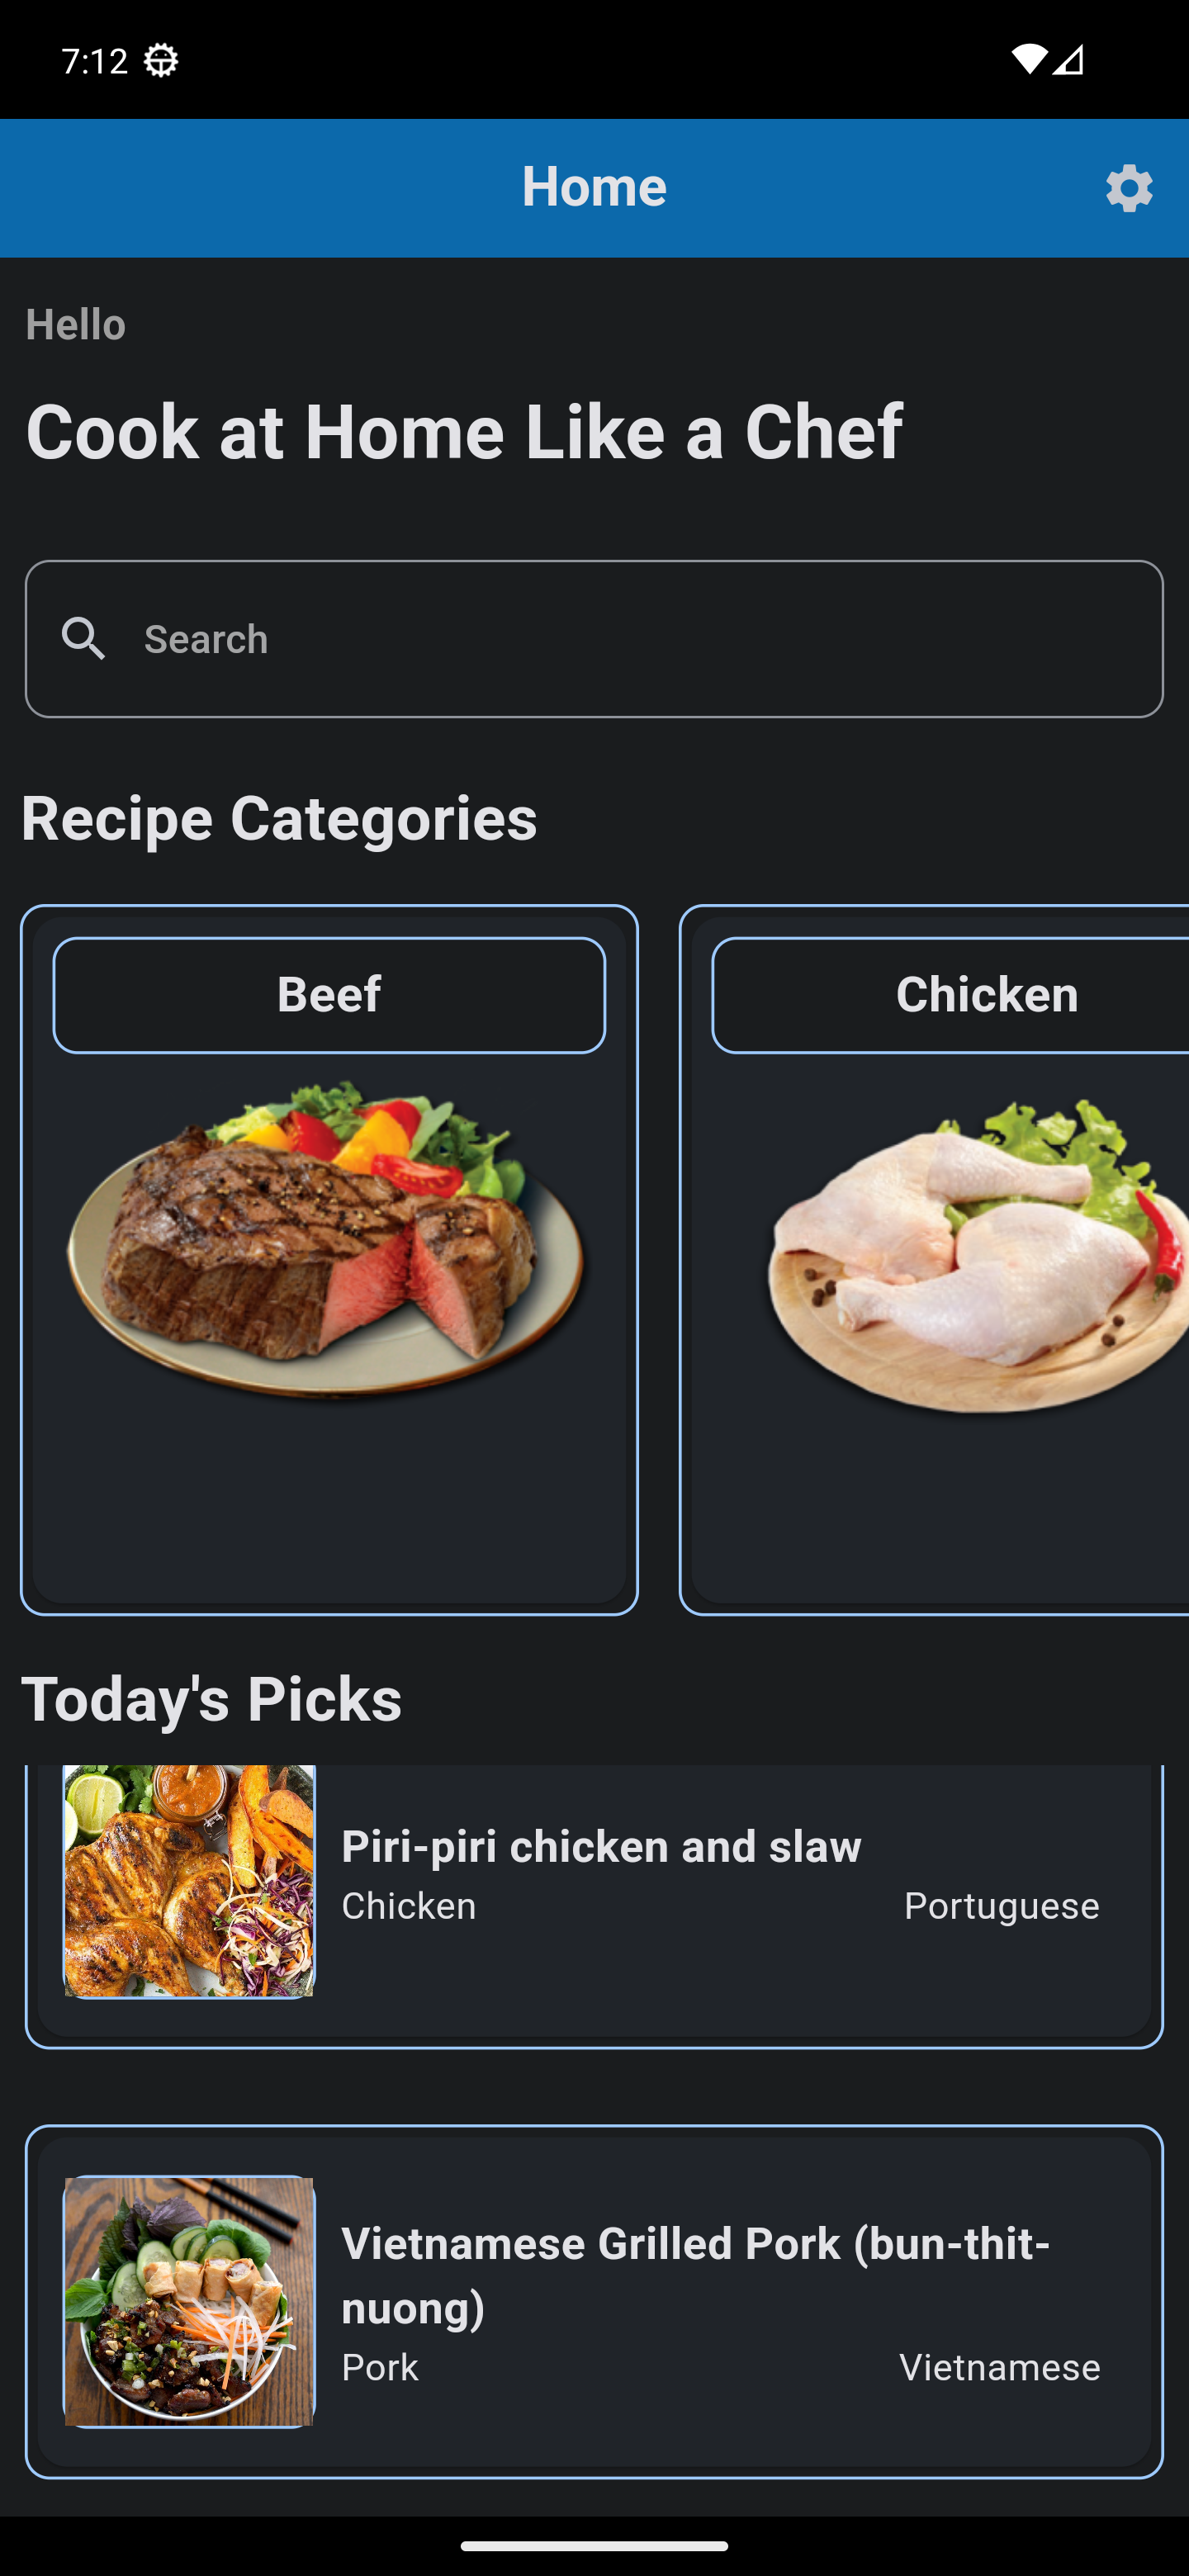 7:12
Home
Hello
Cook at Home Like a Chef
Search
Recipe Categories
Beef
Chicken
Today's Picks
Piri-piri chicken and slaw
Chicken Portuguese
Vietnamese Grilled Pork (bun-thit-
nuong)
Pork Vietnamese